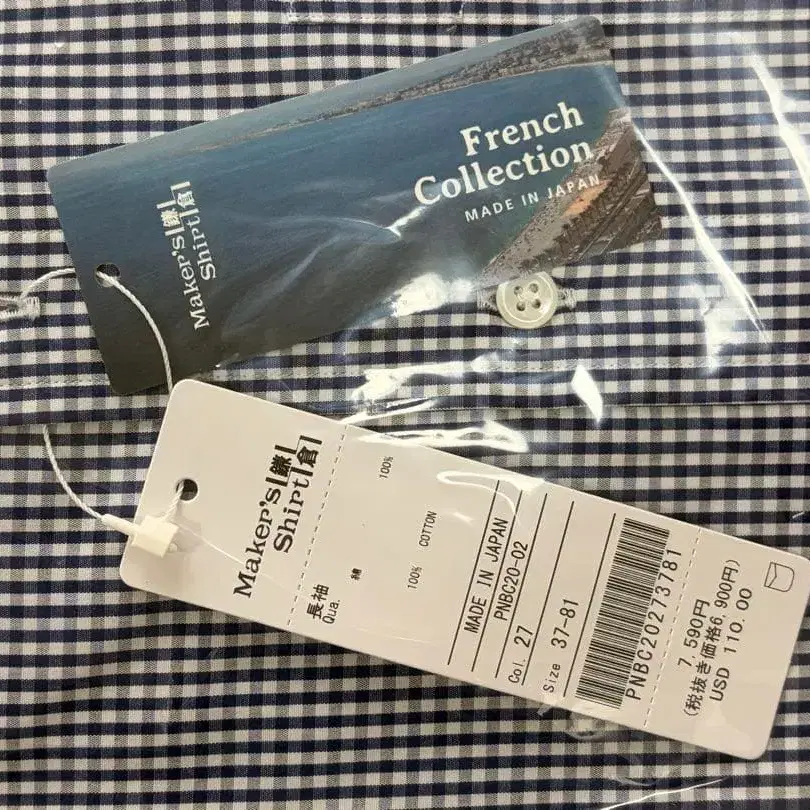 French
Collection
MADE IN JAPAN
Maker's 鎌
Shirt 倉
Maker's 鎌
Shirt 倉
長袖
Qua.
綿 100%
100% COTTON
MADE IN JAPAN
PNBC20-02
Col. 27
Size 37-81
PNBC20273781
7,590円
(税抜き価格6,900円)
USD 110.00